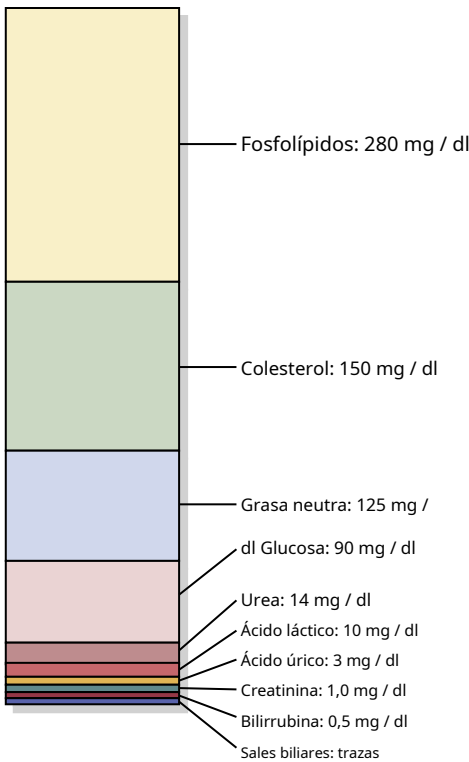 Fosfolípidos: 280 mg / dl
Colesterol: 150 mg / dl
Grasa neutra: 125 mg /
dl Glucosa: 90 mg / dl
Urea: 14 mg / dl
Ácido láctico: 10 mg / dl
Ácido úrico: 3 mg / dl
Creatinina: 1,0 mg / dl
Bilirrubina: 0,5 mg / dl
Sales biliares: trazas